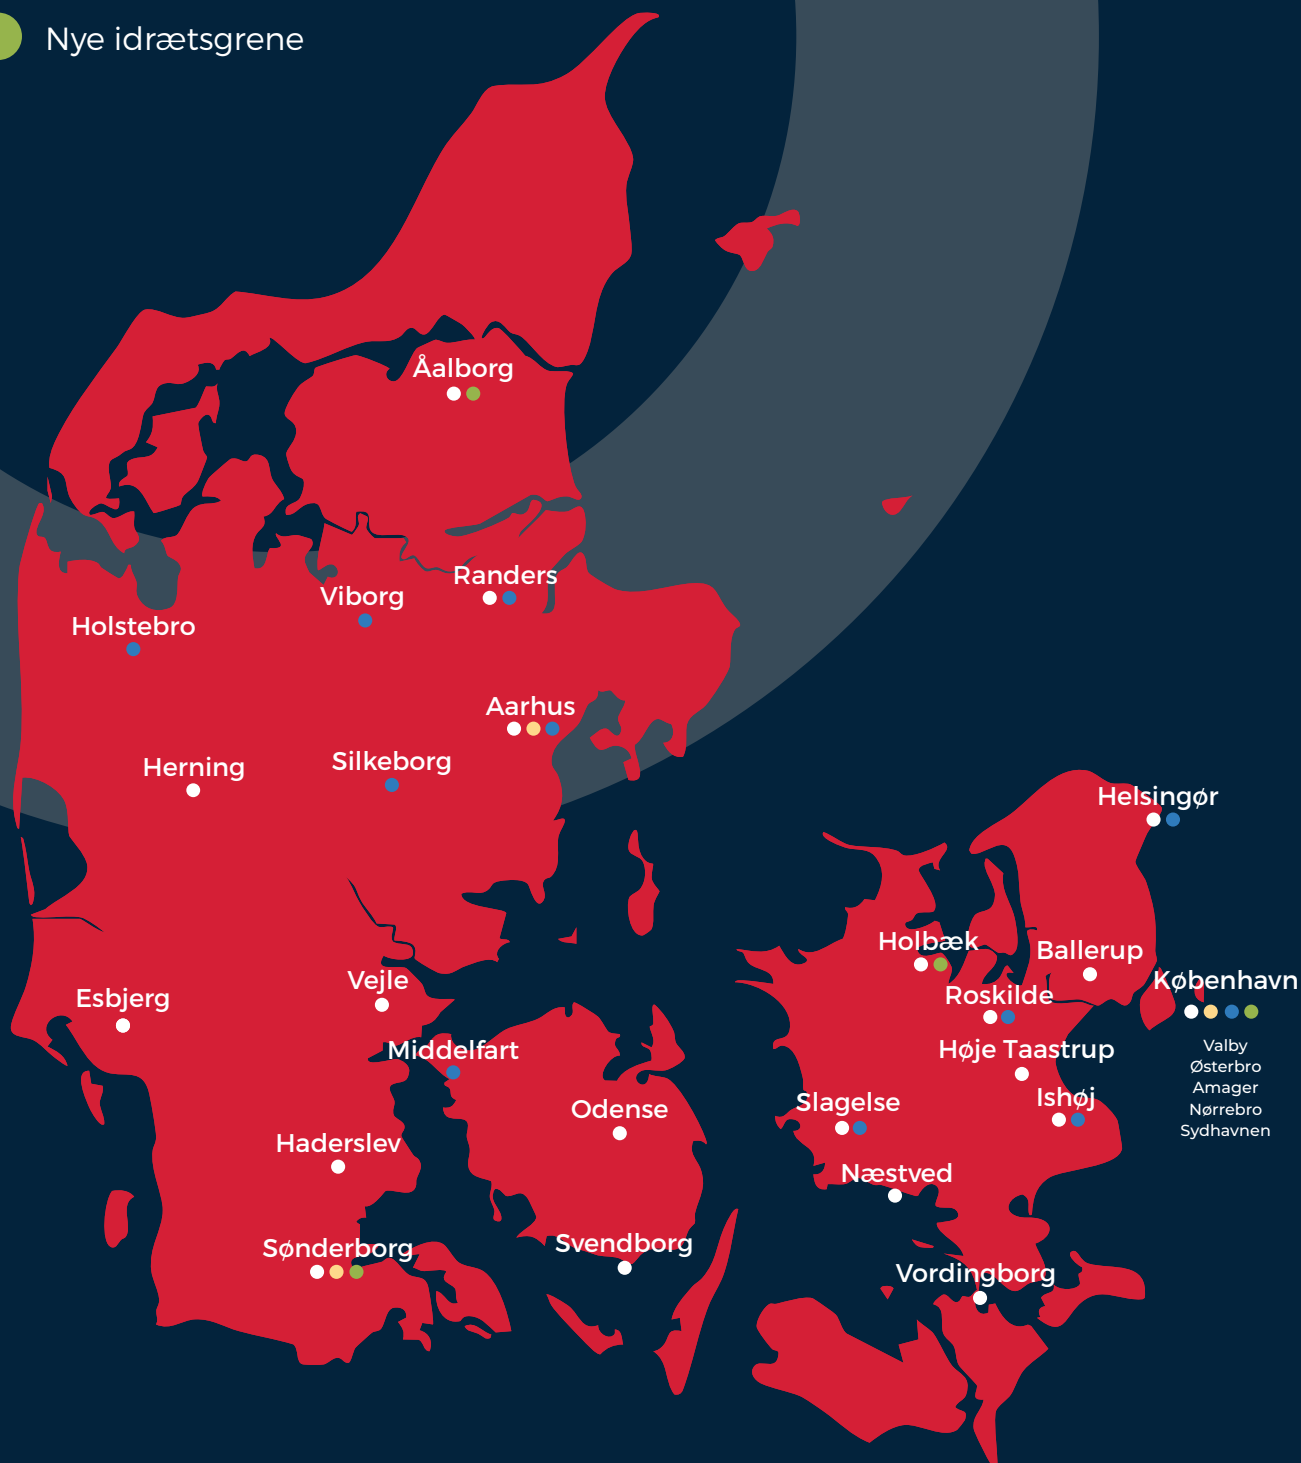 Nye idrætsgrene
Åalborg
Randers
Viborg
Holstebro
Aarhus
Silkeborg
Herning
Helsingør
Holbæk
Ballerup
Vejle
København
Esbjerg
Roskilde
Valby
Høje Taastrup
Middelfart
Østerbro
Amager
Ishøj
Slagelse
Odense
Nørrebro
Sydhavnen
Haderslev
Næstved
Svendborg
Sønderborg
Vordingborg